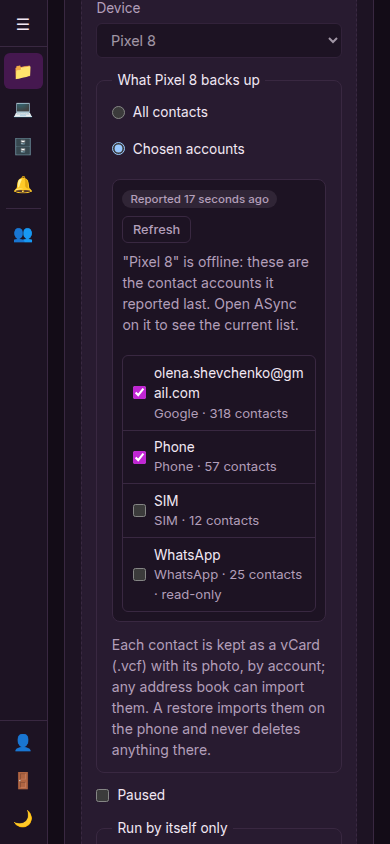 Device
Pixel 8
What Pixel 8 backs up
All contacts
Chosen accounts
Reported 17 seconds ago
Refresh
"Pixel 8" is offline: these are
the contact accounts it
reported last. Open ASync
on it to see the current list.
olena.shevchenko@gm
ail.com
Google · 318 contacts
Phone
Phone · 57 contacts
SIM
SIM · 12 contacts
WhatsApp
WhatsApp · 25 contacts
· read-only
Each contact is kept as a vCard
(.vcf) with its photo, by account;
any address book can import
them. A restore imports them on
the phone and never deletes
anything there.
Paused
Run by itself only